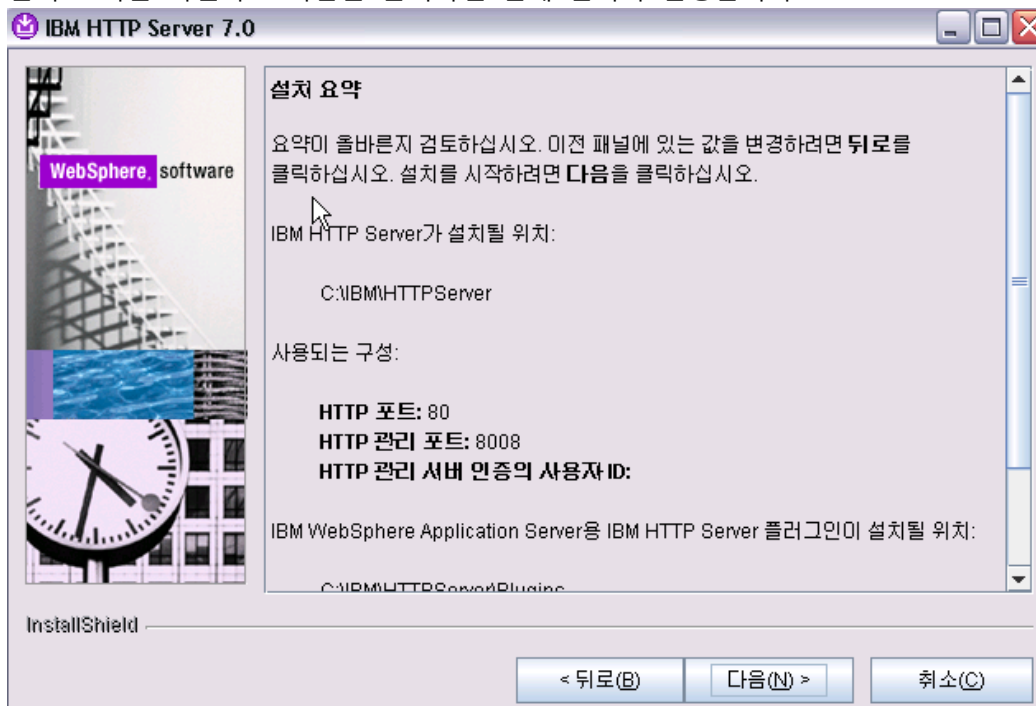 IBM HTTP Server 7.0
WebSphere. software
설치 요약
요약이 올바른지 검토하십시오. 이전 패널에 있는 값을 변경하려면 뒤로를
클릭하십시오. 설치를 시작하려면 다음을 클릭하십시오.
IBM HTTP Server가 설치될 위치:
C:\IBM\HTTPServer
사용되는 구성:
HTTP 포트: 80
HTTP 관리 포트: 8008
HTTP 관리 서버 인증의 사용자 ID:
IBM WebSphere Application Server용 IBM HTTP Server 플러그인이 설치될 위치:
C:\IBM\HTTPServer\Plugins
InstallShield
< 뒤로(B)
다음(N) >
취소(C)